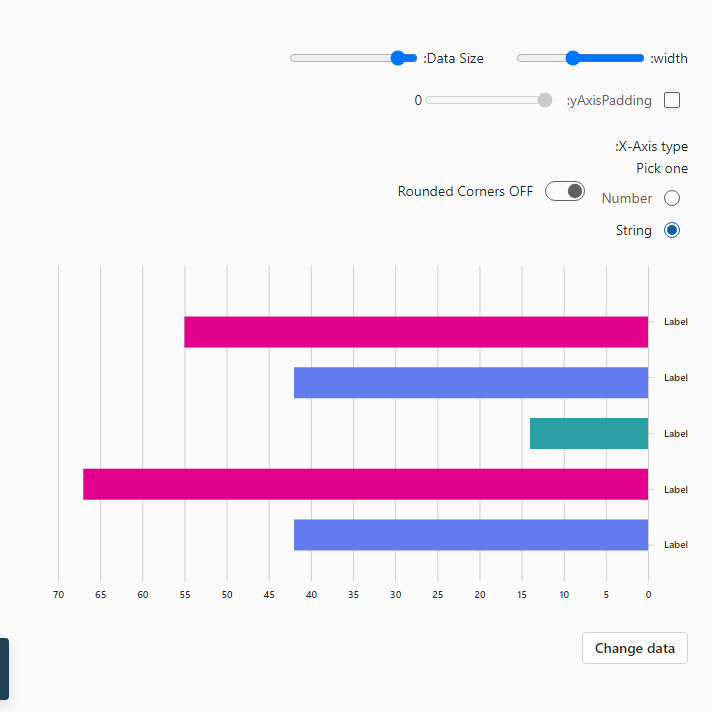 :width
:Data Size
:yAxisPadding
0
:X-Axis type
Pick one
Number
Rounded Corners OFF
String
Label
Label
Label
Label
Label
70 65 60 55 50 45 40 35 30 25 20 15 10 5 0
Change data